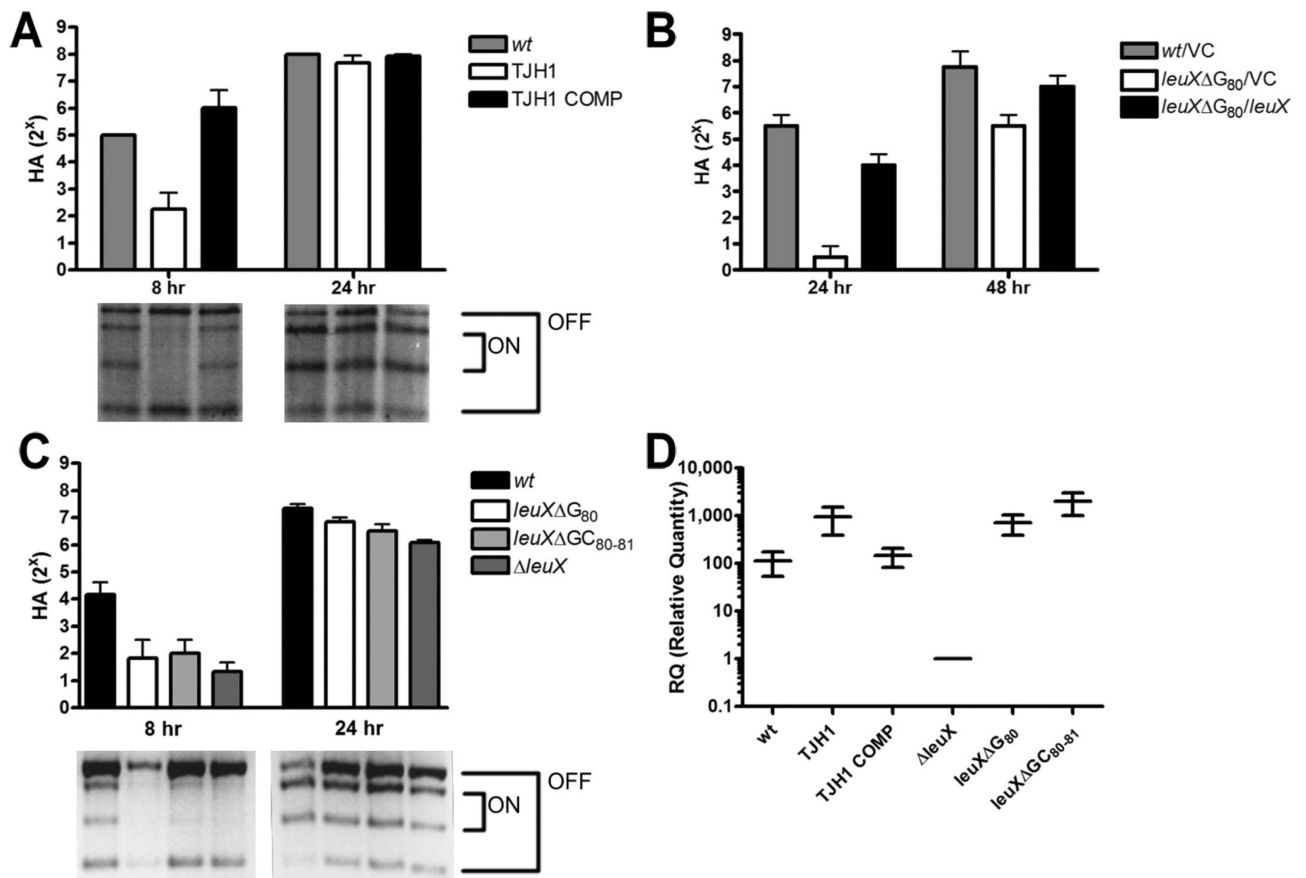 A
HA (2^x)
9
8
7
6
5
4
3
2
1
0
8 hr
24 hr
wt
TJH1
TJH1 COMP
OFF
ON
B
HA (2^x)
8
7
6
5
4
3
2
1
0
24 hr
48 hr
wt/VC
leuXΔG₈₀/VC
leuXΔG₈₀/leuX
C
HA (2^x)
9
8
7
6
5
4
3
2
1
0
8 hr
24 hr
wt
leuXΔG₈₀
leuXΔGC₈₀₋₈₁
ΔleuX
OFF
ON
D
RQ (Relative Quantity)
10,000
1,000
100
10
1
0.1
wt
TJH1
TJH1 COMP
ΔleuX
leuXΔG₈₀
leuXΔGC₈₀₋₈₁